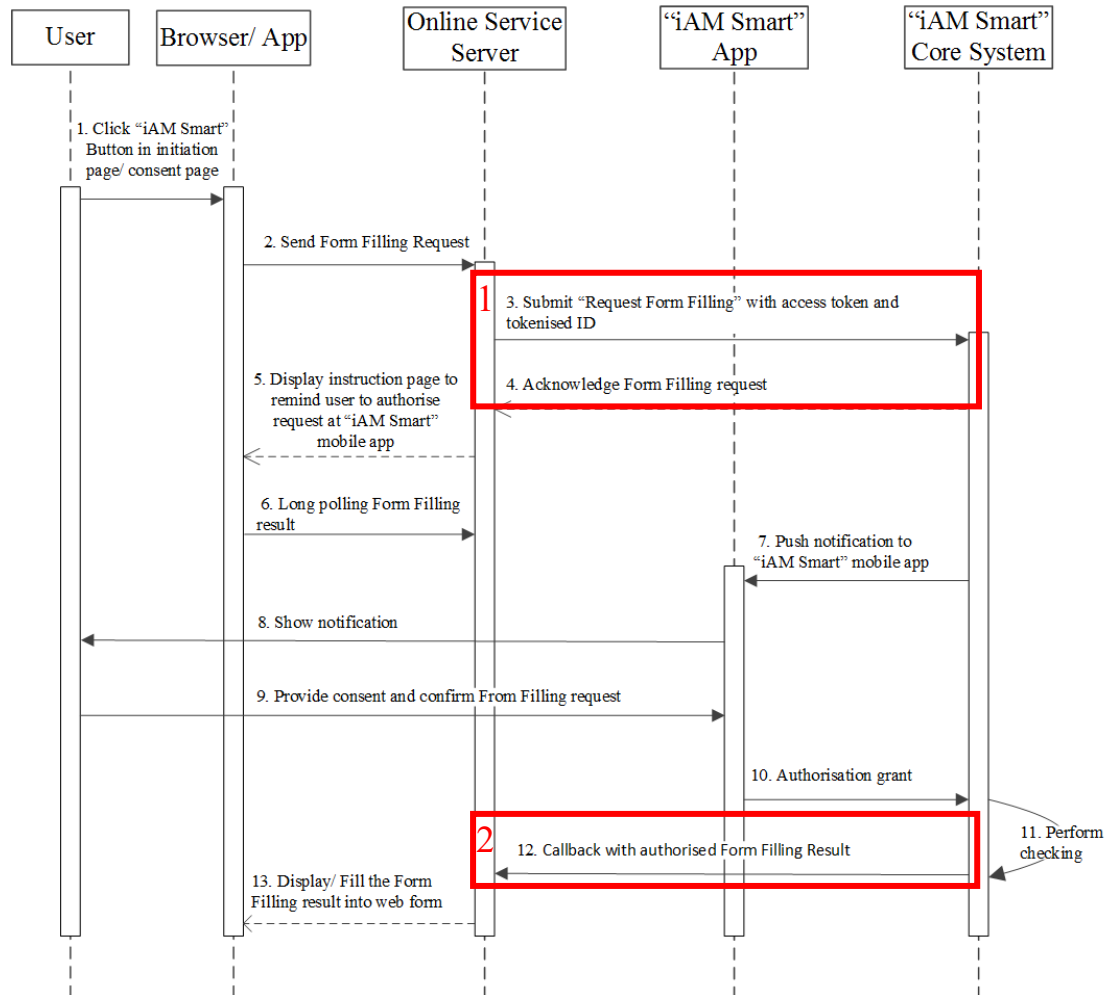 User
Browser/ App
Online Service
Server
“iAM Smart”
App
“iAM Smart”
Core System
1. Click “iAM Smart”
Button in initiation
page/ consent page
2. Send Form Filling Request
1
3. Submit “Request Form Filling” with access token and
tokenised ID
4. Acknowledge Form Filling request
5. Display instruction page to
remind user to authorise
request at “iAM Smart”
mobile app
6. Long polling Form Filling
result
7. Push notification to
“iAM Smart” mobile app
8. Show notification
9. Provide consent and confirm From Filling request
10. Authorisation grant
11. Perform
checking
2
12. Callback with authorised Form Filling Result
13. Display/ Fill the Form
Filling result into web form